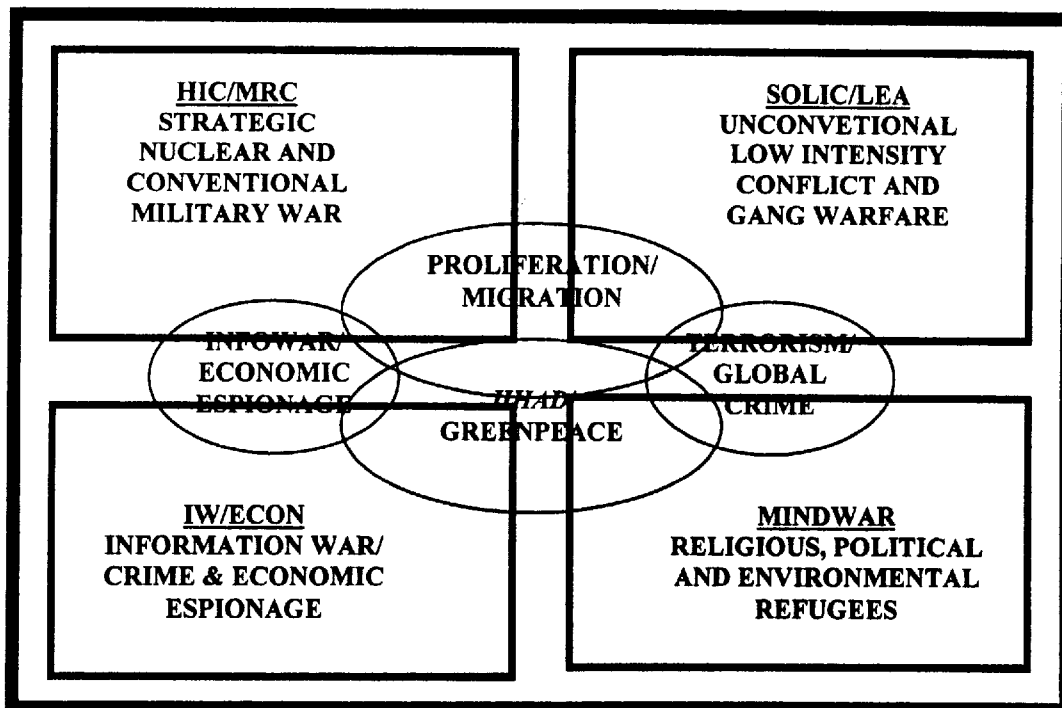 HIC/MRC
STRATEGIC
NUCLEAR AND
CONVENTIONAL
MILITARY WAR
SOLIC/LEA
UNCONVETIONAL
LOW INTENSITY
CONFLICT AND
GANG WARFARE
PROLIFERATION/
MIGRATION
INFOWAR/
ECONOMIC
ESPIONAGE
TERRORISM/
GLOBAL
CRIME
JIHAD/
GREENPEACE
IW/ECON
INFORMATION WAR/
CRIME & ECONOMIC
ESPIONAGE
MINDWAR
RELIGIOUS, POLITICAL
AND ENVIRONMENTAL
REFUGEES